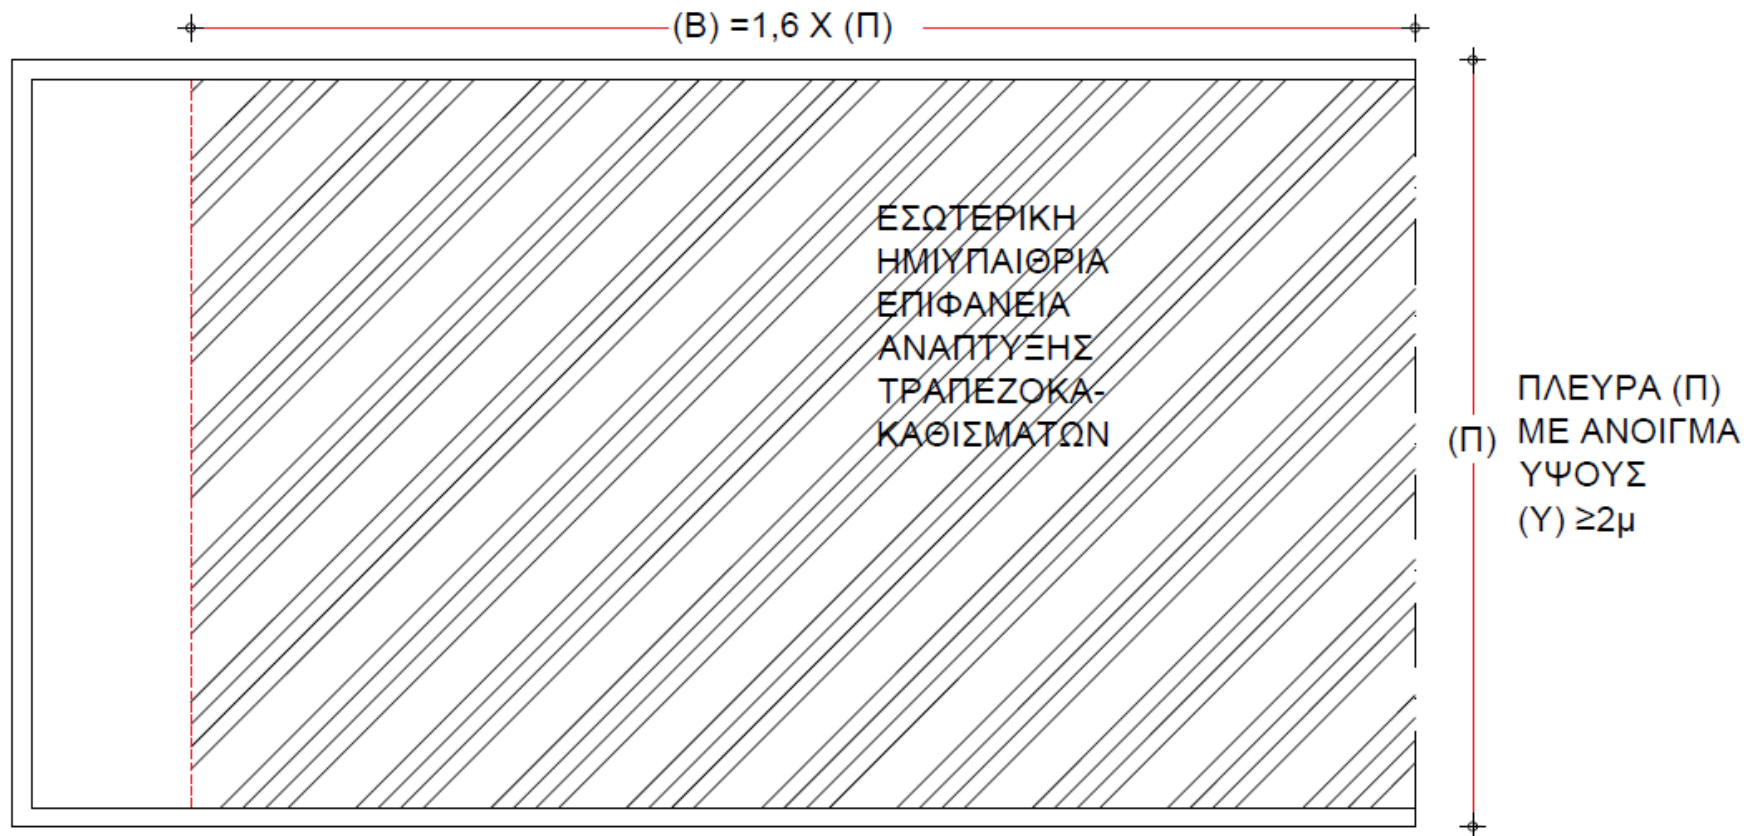 (Β) =1,6 Χ (Π)
ΕΣΩΤΕΡΙΚΗ
ΗΜΙΥΠΑΙΘΡΙΑ
ΕΠΙΦΑΝΕΙΑ
ΑΝΑΠΤΥΞΗΣ
ΤΡΑΠΕΖΟΚΑ-
ΚΑΘΙΣΜΑΤΩΝ
(Π)
ΠΛΕΥΡΑ (Π)
ΜΕ ΑΝΟΙΓΜΑ
ΥΨΟΥΣ
(Υ) ≥2μ